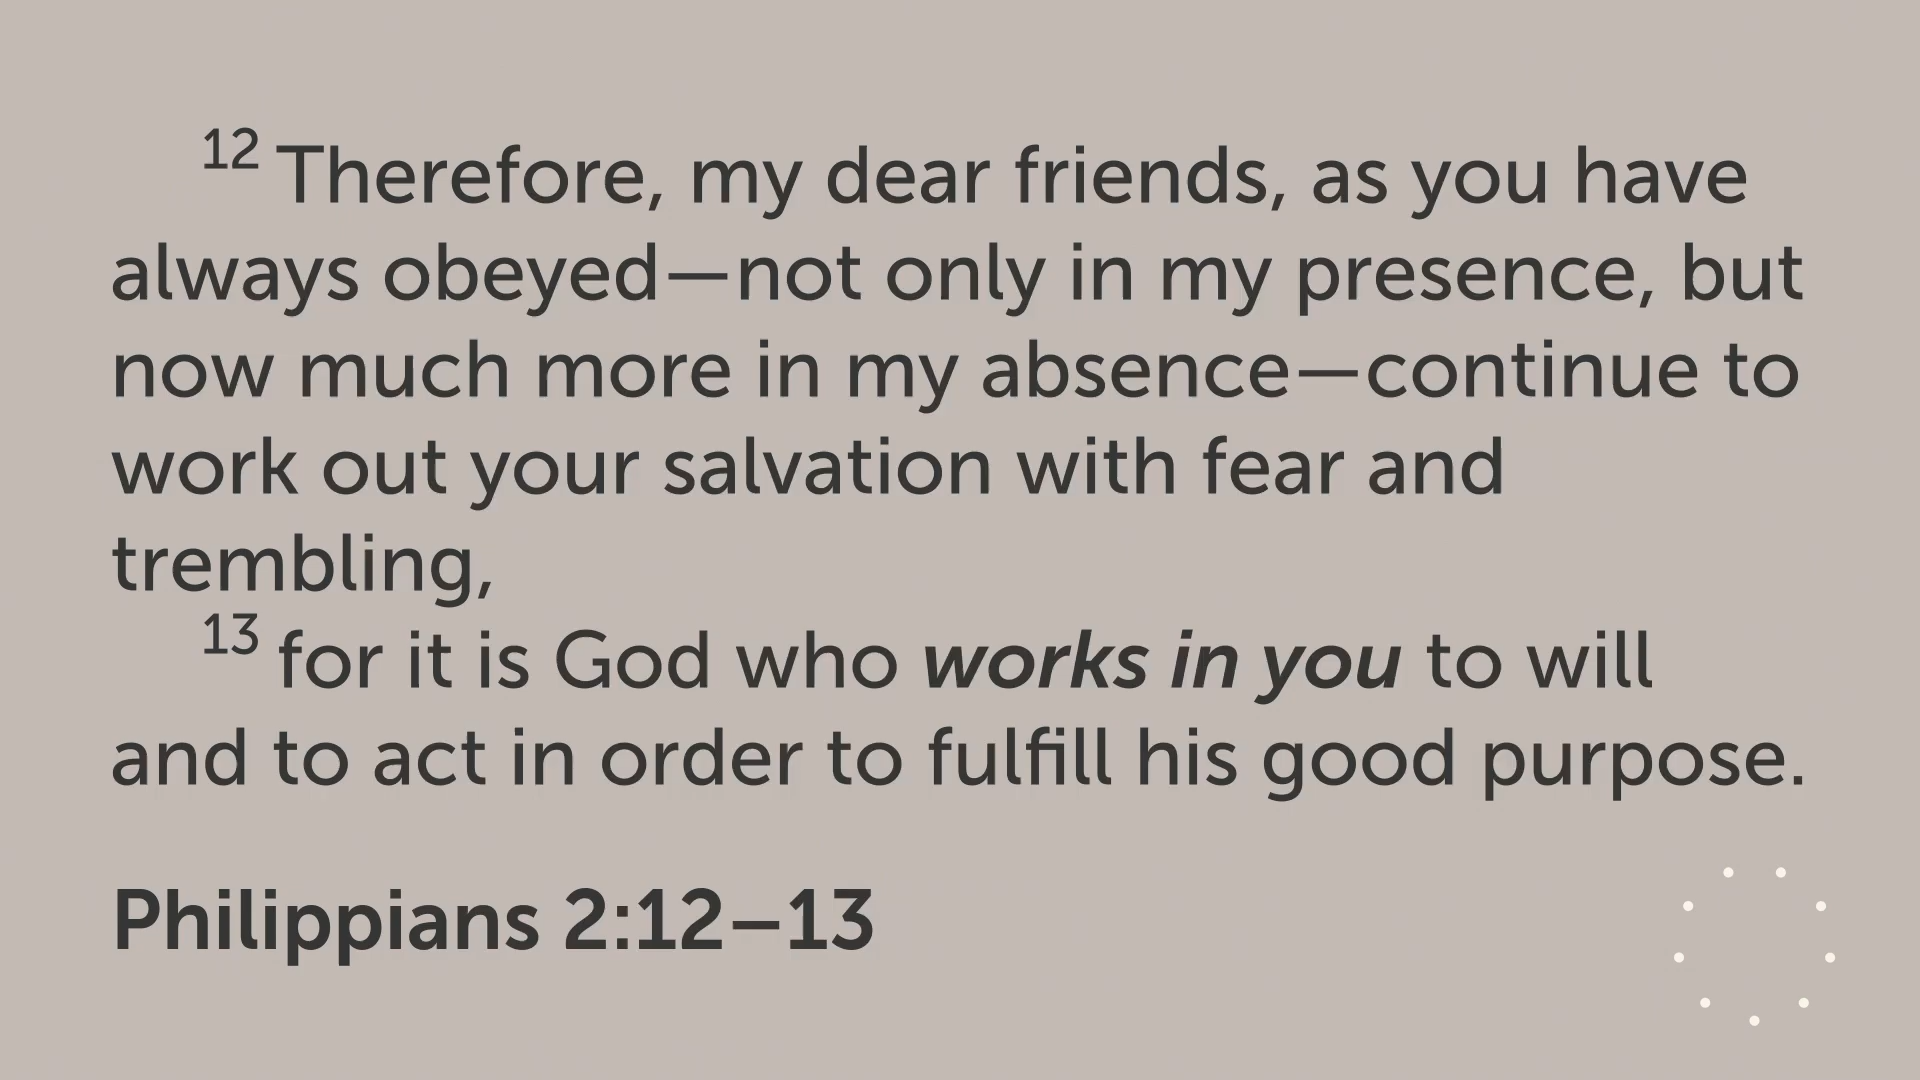 12 Therefore, my dear friends, as you have
always obeyed—not only in my presence, but
now much more in my absence—continue to
work out your salvation with fear and
trembling,
13 for it is God who works in you to will
and to act in order to fulfill his good purpose.
Philippians 2:12–13